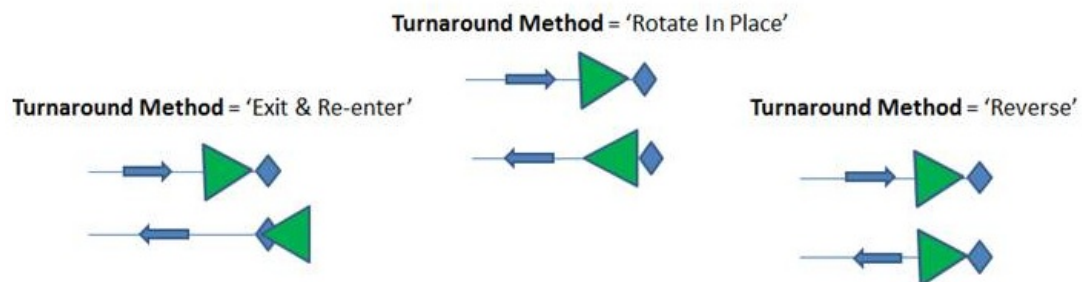 Turnaround Method = ‘Rotate In Place’
Turnaround Method = ‘Exit & Re-enter’
Turnaround Method = ‘Reverse’